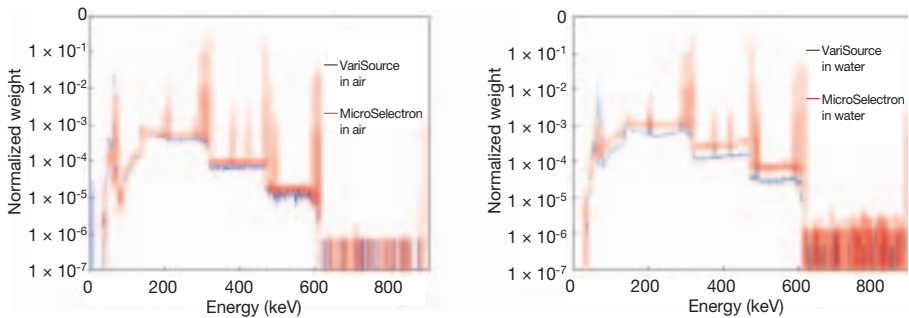 0
1 × 10⁻¹
1 × 10⁻²
1 × 10⁻³
1 × 10⁻⁴
1 × 10⁻⁵
1 × 10⁻⁶
1 × 10⁻⁷
Normalized weight
VariSource
in air
MicroSelectron
in air
0 200 400 600 800
Energy (keV)
0
1 × 10⁻¹
1 × 10⁻²
1 × 10⁻³
1 × 10⁻⁴
1 × 10⁻⁵
1 × 10⁻⁶
1 × 10⁻⁷
Normalized weight
VariSource
in water
MicroSelectron
in water
0 200 400 600 800
Energy (keV)